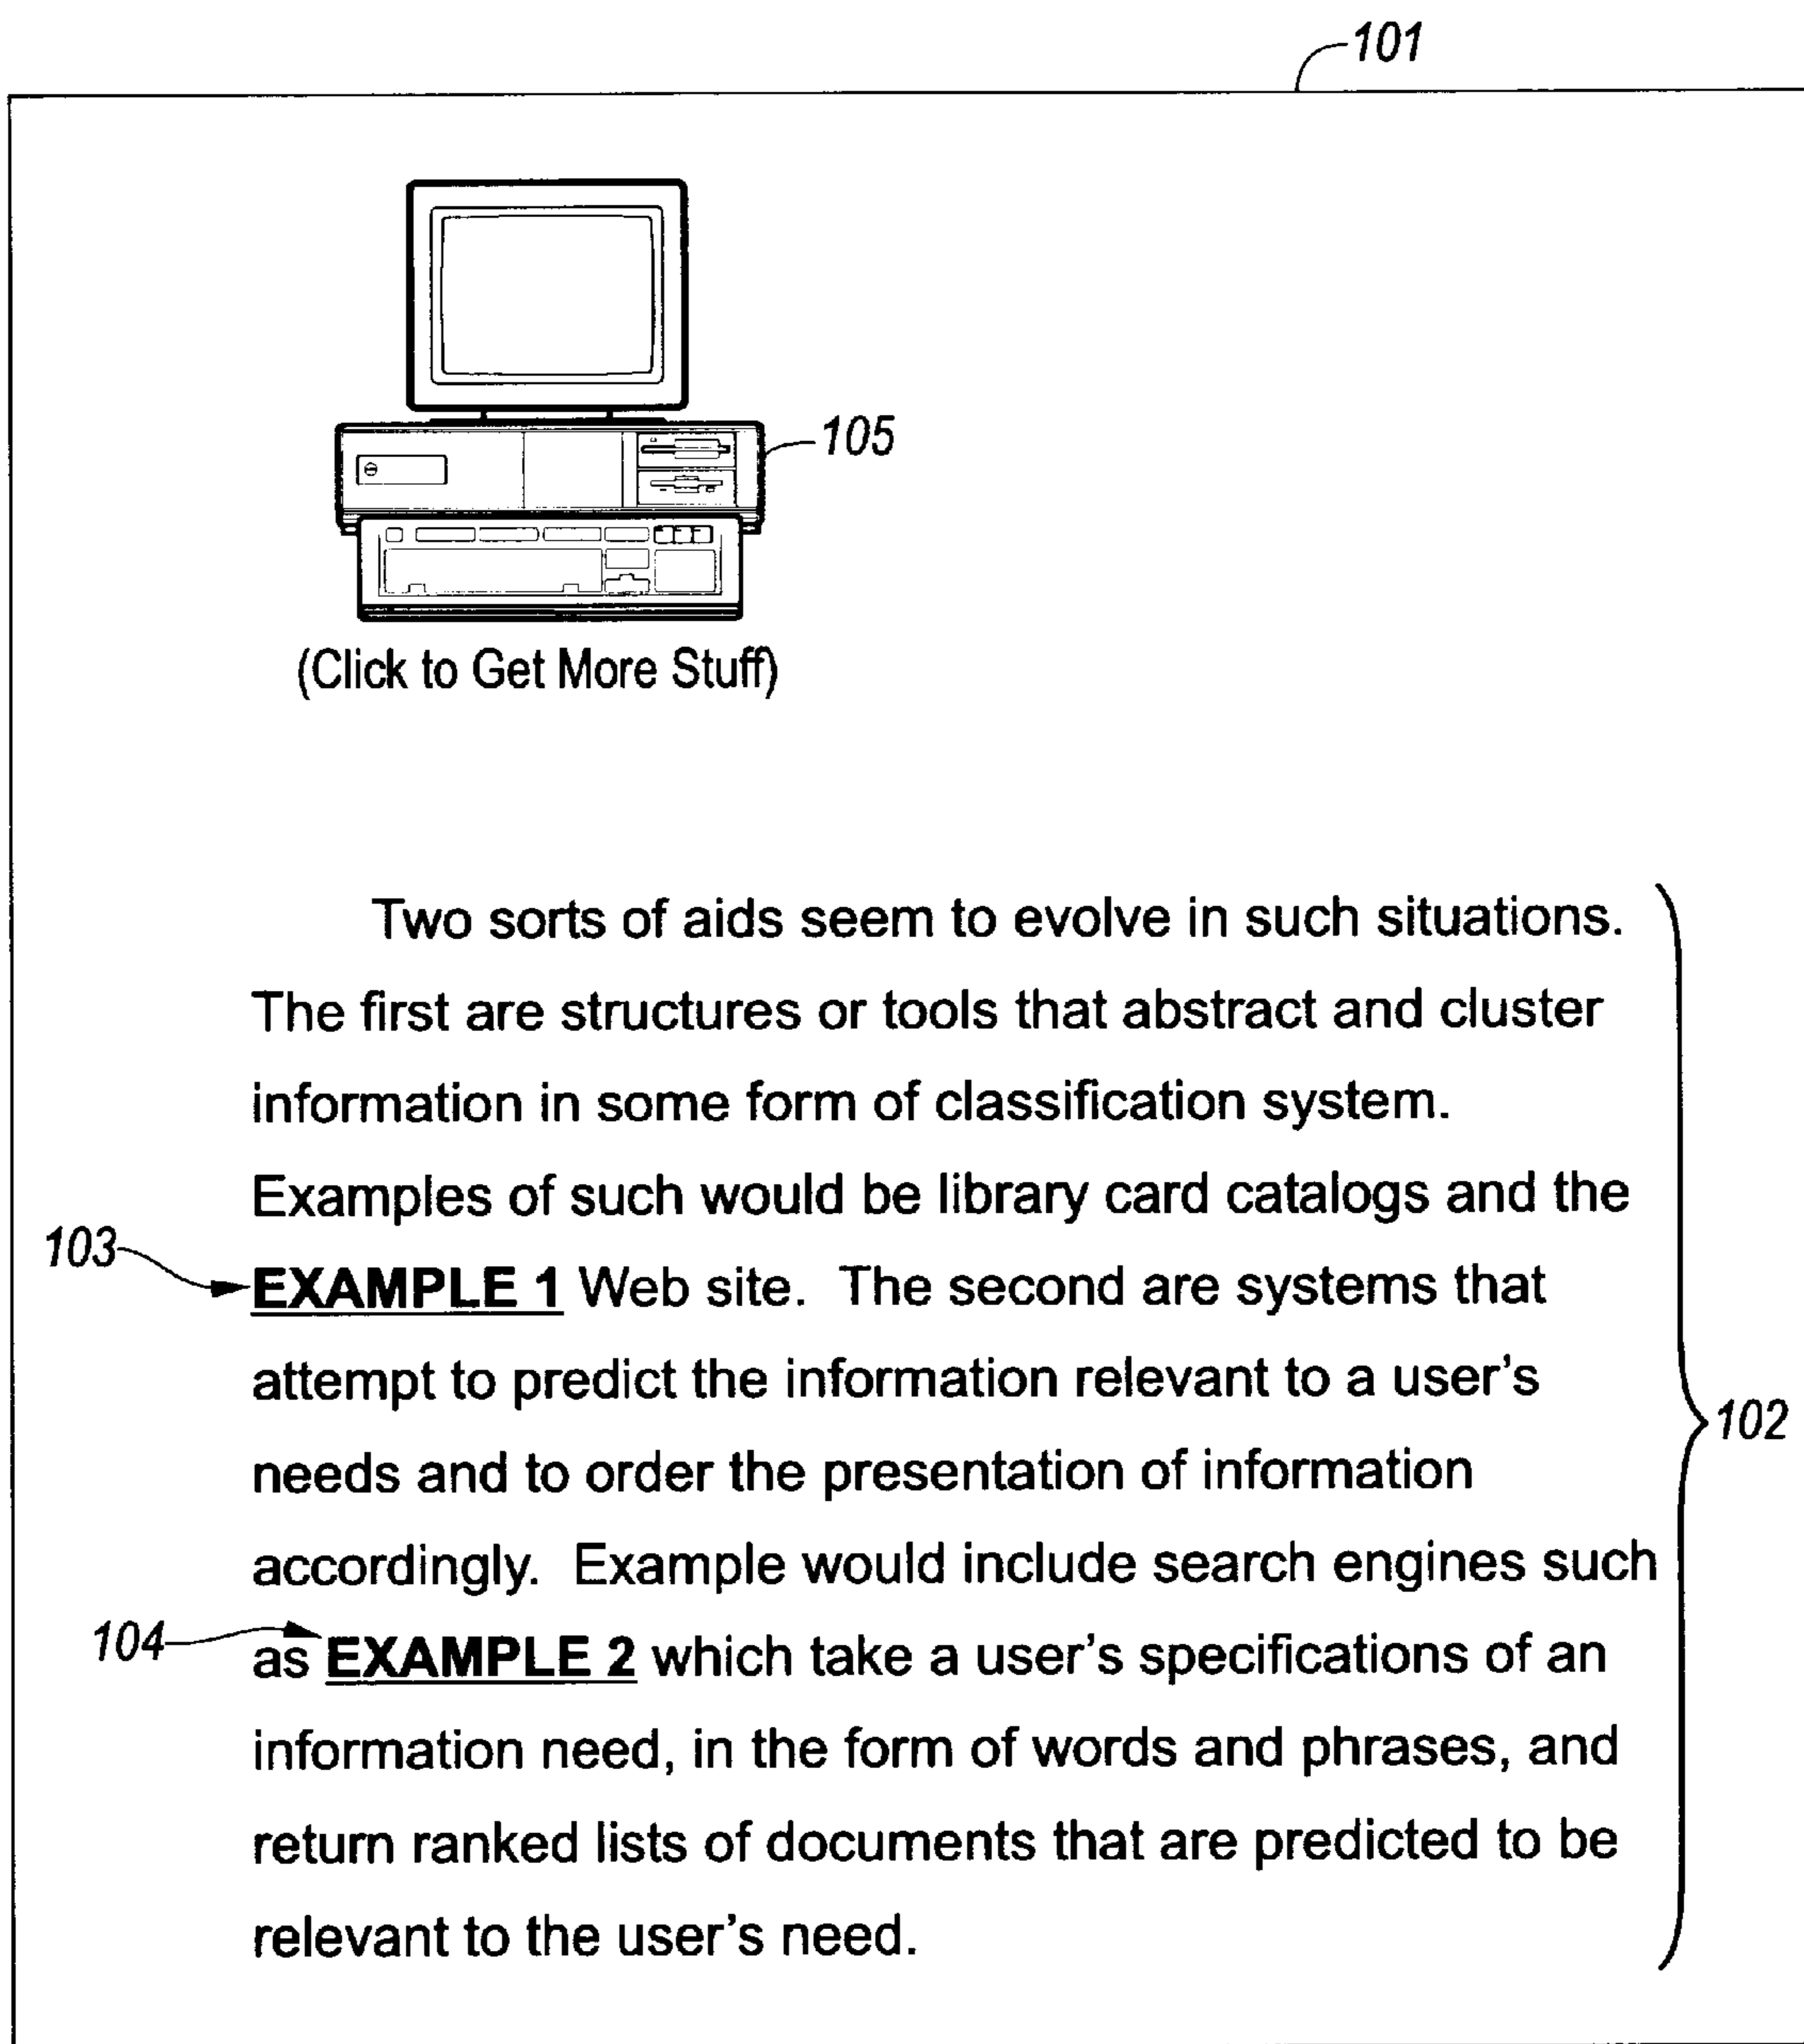 101
105
(Click to Get More Stuff)
Two sorts of aids seem to evolve in such situations.
The first are structures or tools that abstract and cluster
information in some form of classification system.
Examples of such would be library card catalogs and the
103
EXAMPLE 1 Web site.  The second are systems that
attempt to predict the information relevant to a user's
needs and to order the presentation of information
102
accordingly.  Example would include search engines such
104
as EXAMPLE 2 which take a user's specifications of an
information need, in the form of words and phrases, and
return ranked lists of documents that are predicted to be
relevant to the user's need.